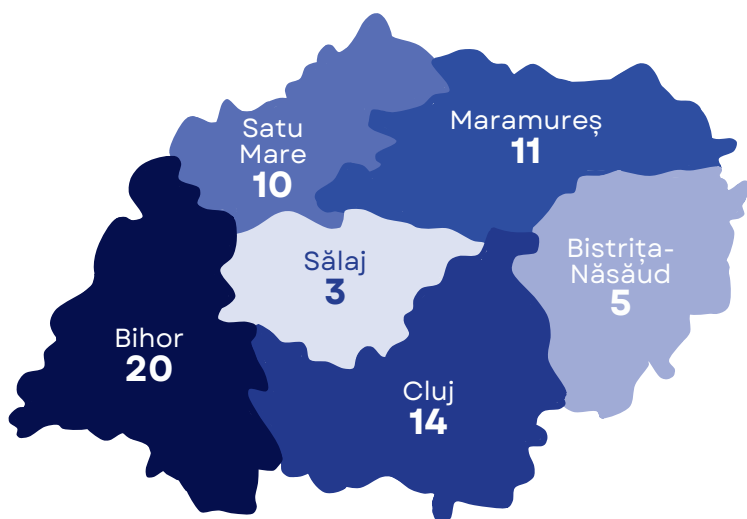 Satu
Mare
10
Maramureș
11
Sălaj
3
Bistrița-
Năsăud
5
Bihor
20
Cluj
14